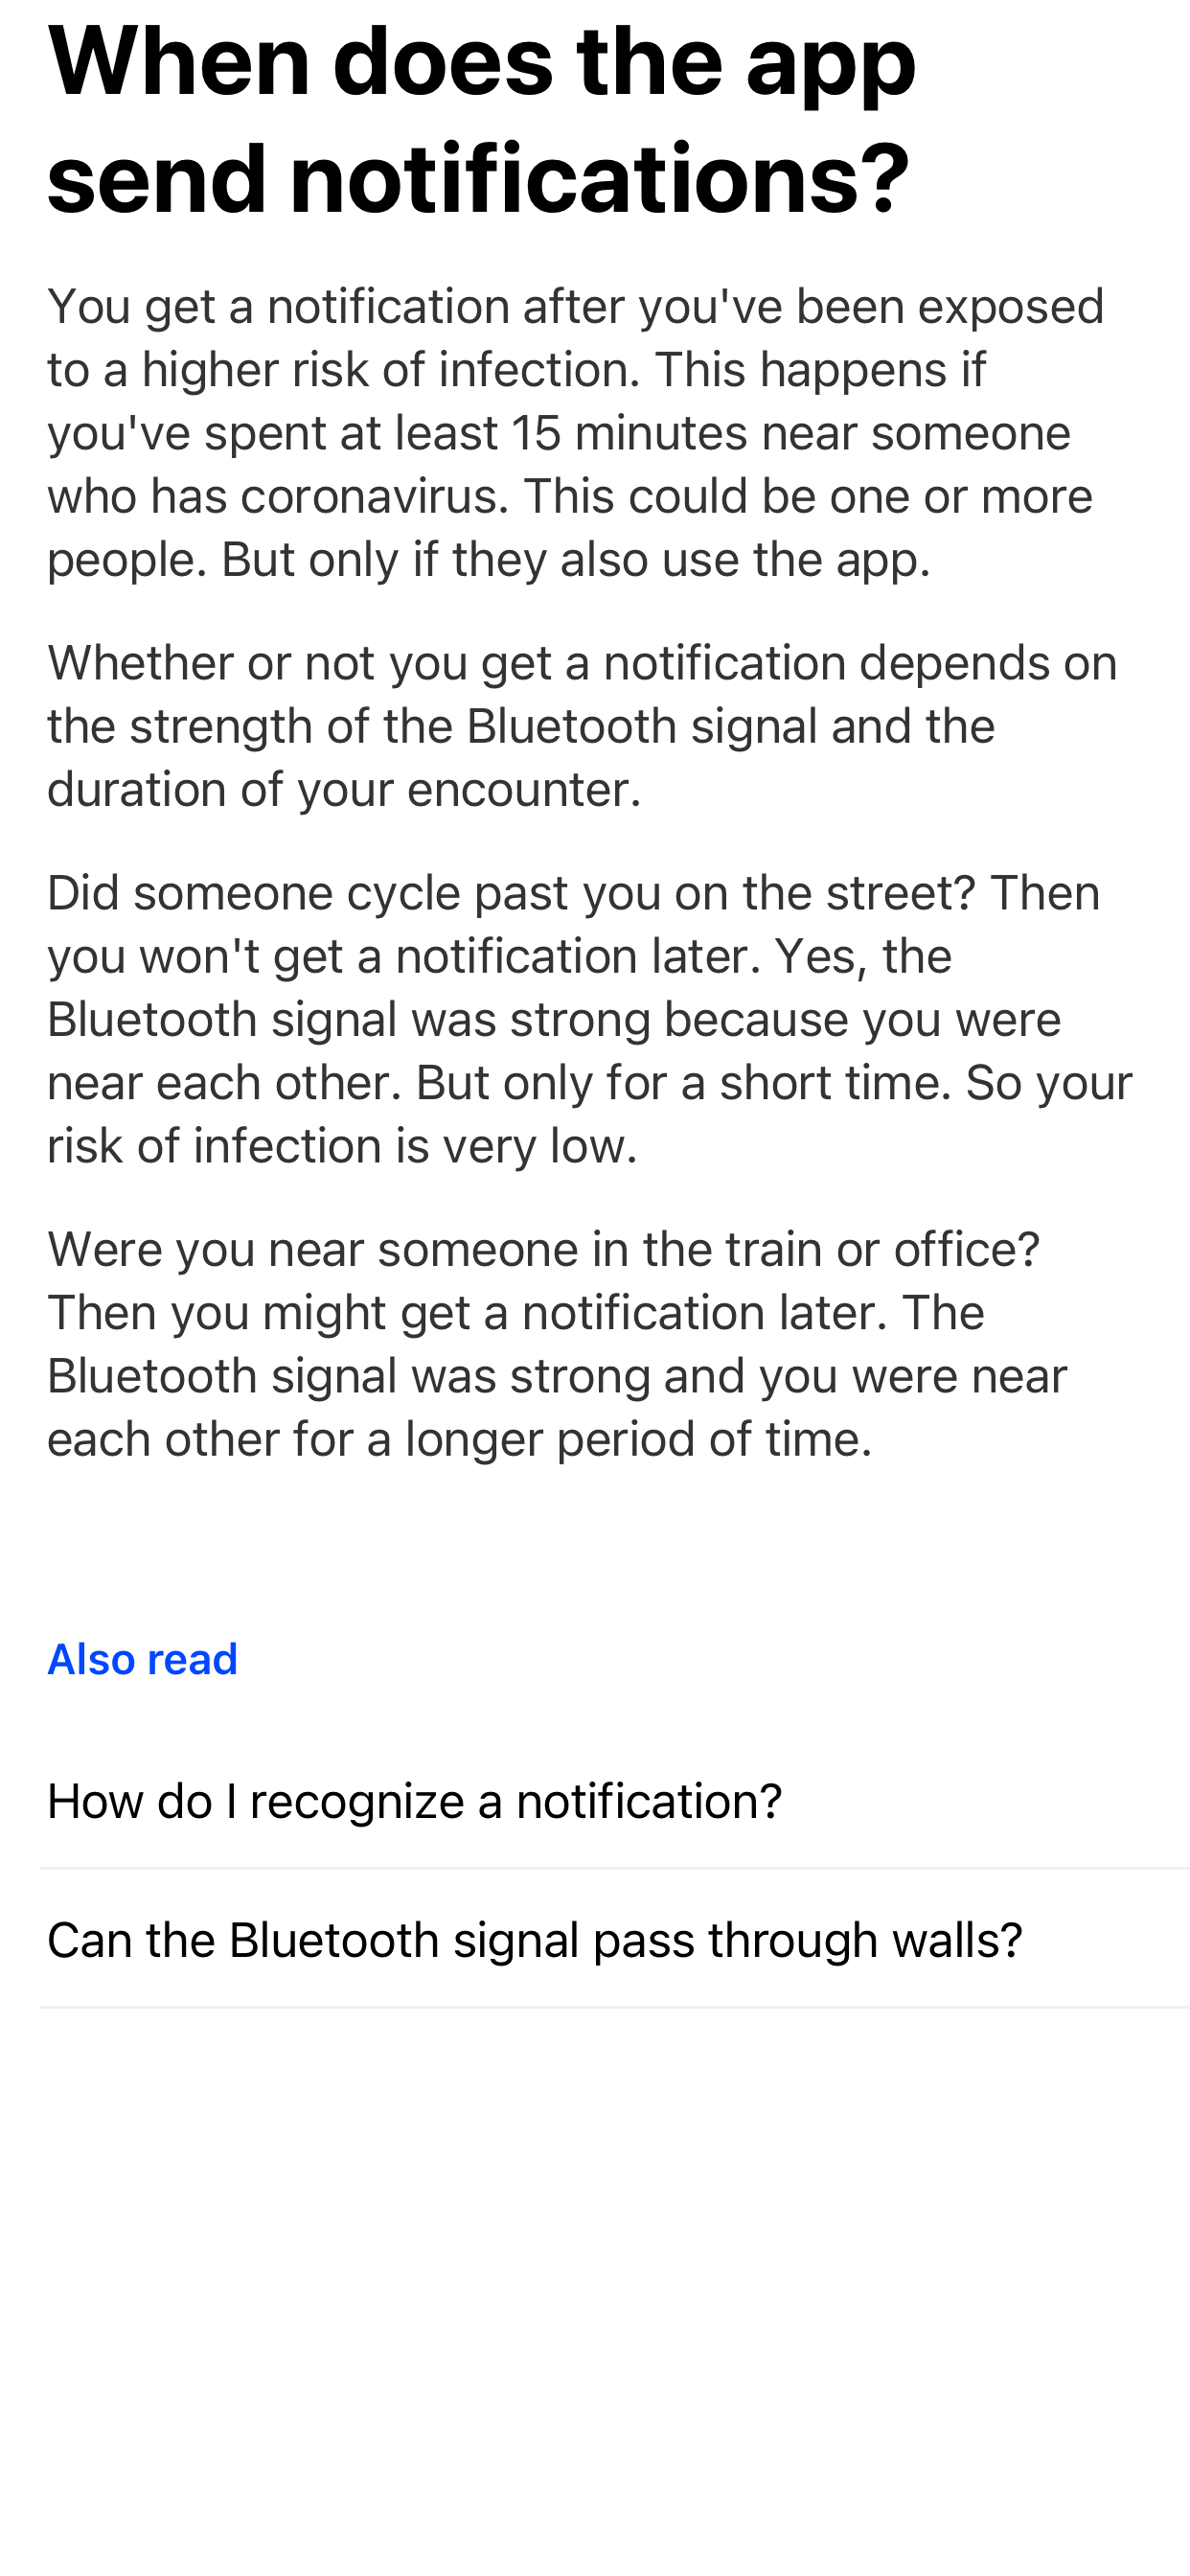 When does the app
send notifications?
You get a notification after you've been exposed
to a higher risk of infection. This happens if
you've spent at least 15 minutes near someone
who has coronavirus. This could be one or more
people. But only if they also use the app.
Whether or not you get a notification depends on
the strength of the Bluetooth signal and the
duration of your encounter.
Did someone cycle past you on the street? Then
you won't get a notification later. Yes, the
Bluetooth signal was strong because you were
near each other. But only for a short time. So your
risk of infection is very low.
Were you near someone in the train or office?
Then you might get a notification later. The
Bluetooth signal was strong and you were near
each other for a longer period of time.
Also read
How do I recognize a notification?
Can the Bluetooth signal pass through walls?